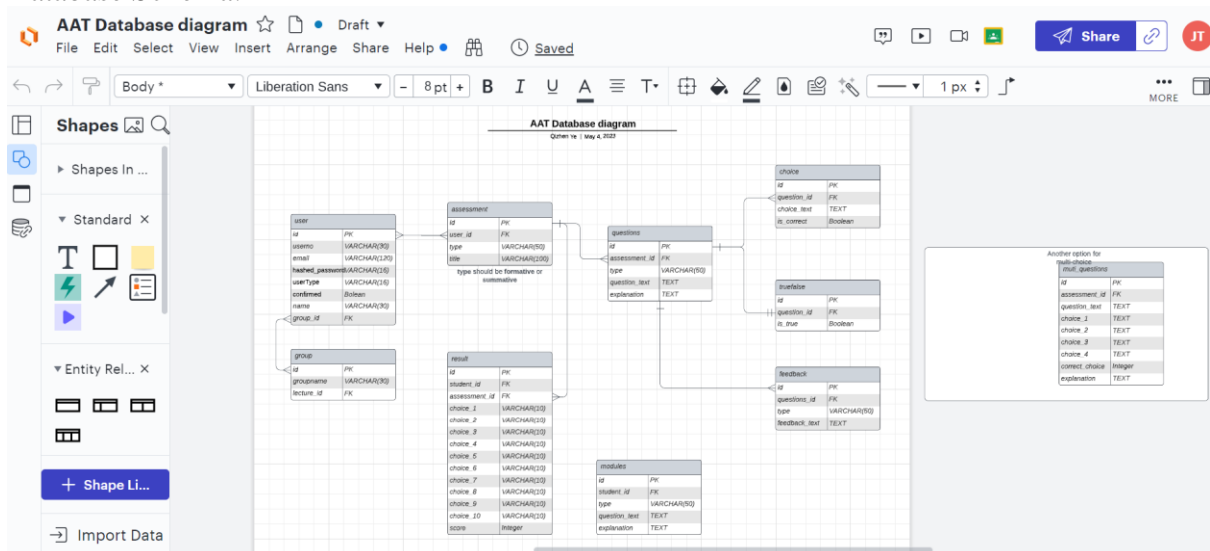 AAT Database diagram Draft
File Edit Select View Insert Arrange Share Help Saved
Share JT
Body * Liberation Sans - 8 pt + B I U A T 1 px MORE
Shapes
Shapes In ...
Standard ×
T
Entity Rel... ×
+ Shape Li...
Import Data
AAT Database diagram
Qizhen Ye | May 4, 2023
user
id PK
userno VARCHAR(30)
email VARCHAR(120)
hashed_password VARCHAR(16)
userType VARCHAR(16)
confirmed Bolean
name VARCHAR(30)
group_id FK
group
id PK
groupname VARCHAR(30)
lecture_id FK
assessment
id PK
user_id FK
type VARCHAR(50)
title VARCHAR(100)
type should be formative or
summative
result
id PK
student_id FK
assessment_id FK
choice_1 VARCHAR(10)
choice_2 VARCHAR(10)
choice_3 VARCHAR(10)
choice_4 VARCHAR(10)
choice_5 VARCHAR(10)
choice_6 VARCHAR(10)
choice_7 VARCHAR(10)
choice_8 VARCHAR(10)
choice_9 VARCHAR(10)
choice_10 VARCHAR(10)
score Integer
questions
id PK
assessment_id FK
type VARCHAR(50)
question_text TEXT
explanation TEXT
modules
id PK
student_id FK
type VARCHAR(50)
question_text TEXT
explanation TEXT
choice
id PK
question_id FK
choice_text TEXT
is_correct Boolean
truefalse
id PK
question_id FK
is_true Boolean
feedback
id PK
questions_id FK
type VARCHAR(50)
feedback_text TEXT
Another option for
multi-choice
mult_questions
id PK
assessment_id FK
question_text TEXT
choice_1 TEXT
choice_2 TEXT
choice_3 TEXT
choice_4 TEXT
correct_choice Integer
explanation TEXT